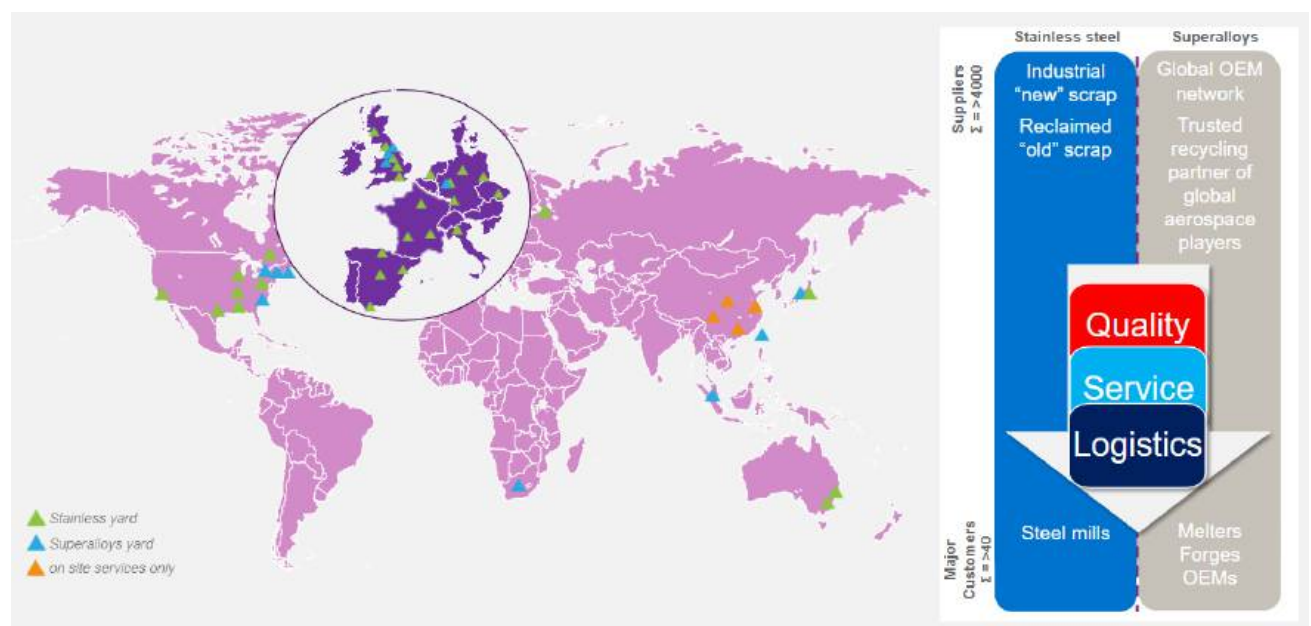 Stainless steel
Superalloys
Suppliers
Σ = >4000
Industrial
“new” scrap
Reclaimed
“old” scrap
Global OEM
network
Trusted
recycling
partner of
global
aerospace
players
Quality
Service
Logistics
Major
Customers
Σ = >40
Steel mills
Melters
Forges
OEMs
Stainless yard
Superalloys yard
on site services only